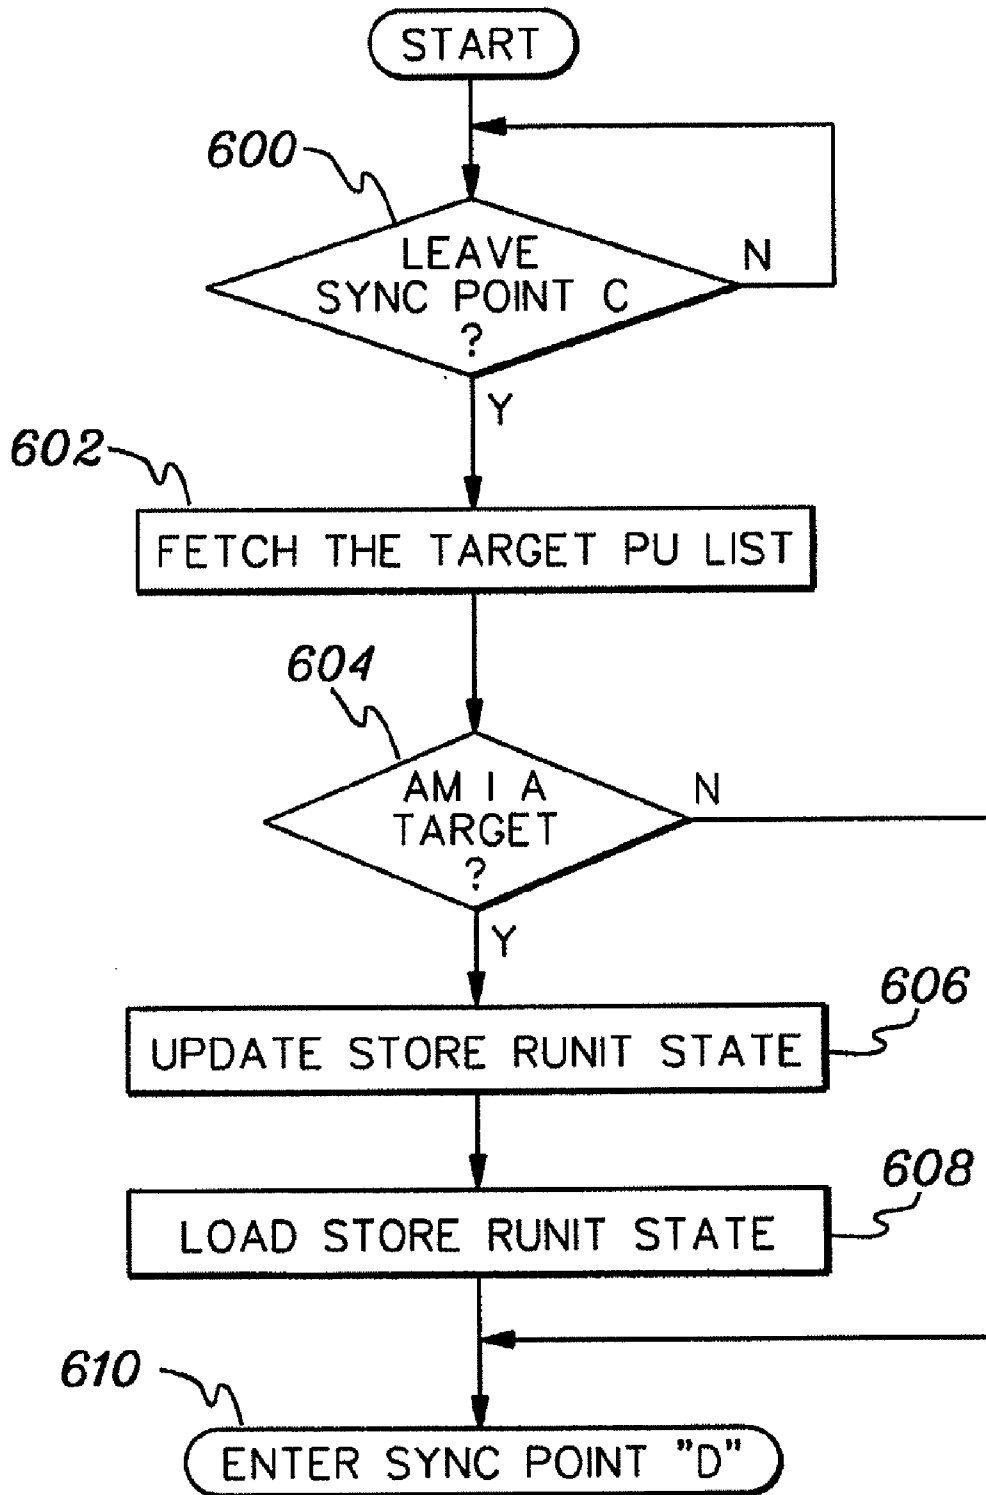 START
600
LEAVE
SYNC POINT C
?
N
Y
602
FETCH THE TARGET PU LIST
604
AM I A
TARGET
?
N
Y
606
UPDATE STORE RUNIT STATE
608
LOAD STORE RUNIT STATE
610
ENTER SYNC POINT "D"